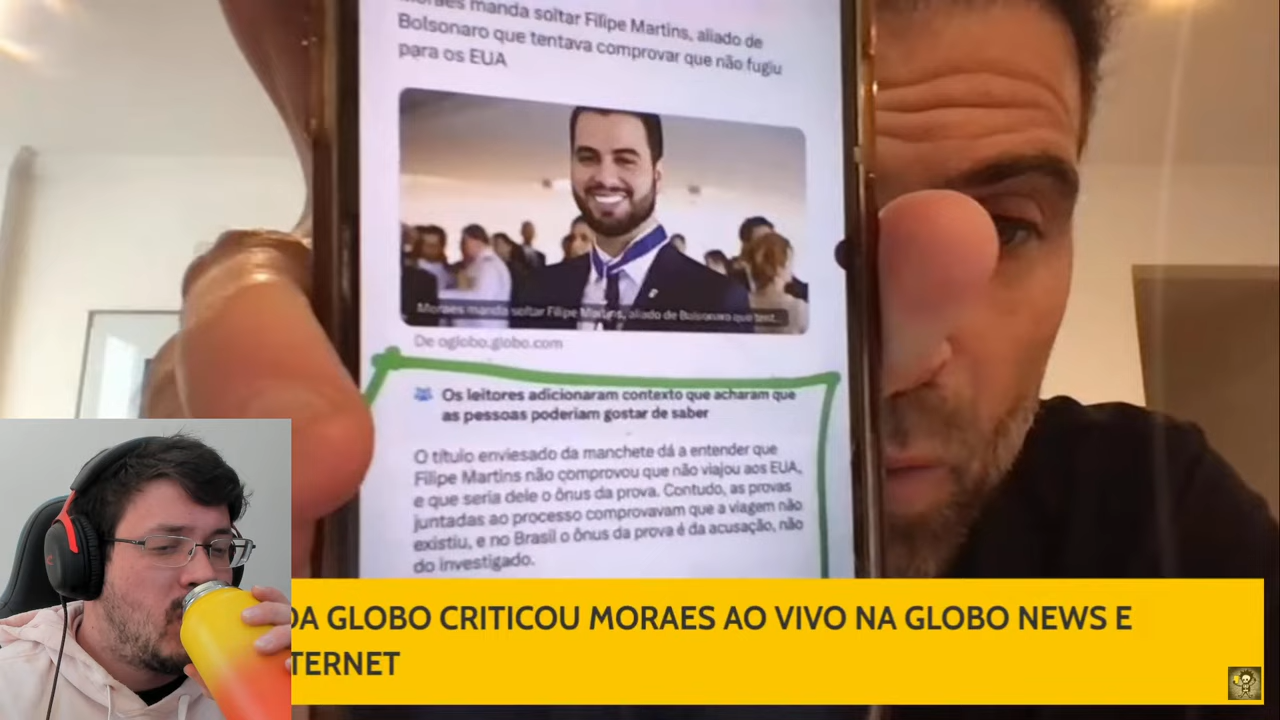 Moraes manda soltar Filipe Martins, aliado de
Bolsonaro que tentava comprovar que não fugiu
para os EUA
Moraes manda soltar Filipe Martins, aliado de Bolsonaro que tent...
De oglobo.globo.com
Os leitores adicionaram contexto que acharam que
as pessoas poderiam gostar de saber
O título enviesado da manchete dá a entender que
Filipe Martins não comprovou que não viajou aos EUA,
e que seria dele o ônus da prova. Contudo, as provas
juntadas ao processo comprovavam que a viagem não
existiu, e no Brasil o ônus da prova é da acusação, não
do investigado.
DA GLOBO CRITICOU MORAES AO VIVO NA GLOBO NEWS E
TERNET